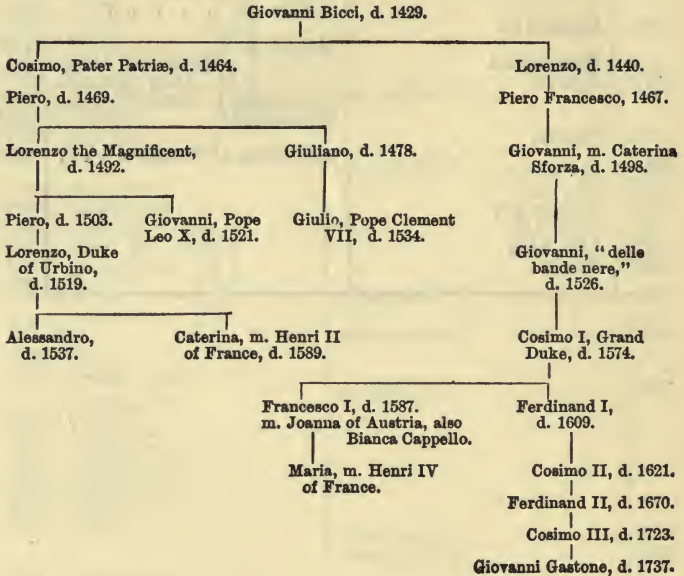 Giovanni Bicci, d. 1429.
Cosimo, Pater Patriæ, d. 1464.
Lorenzo, d. 1440.
Piero, d. 1469.
Piero Francesco, 1467.
Lorenzo the Magnificent,
d. 1492.
Giuliano, d. 1478.
Giovanni, m. Caterina
Sforza, d. 1498.
Piero, d. 1503.
Giovanni, Pope
Leo X, d. 1521.
Giulio, Pope Clement
VII, d. 1534.
Lorenzo, Duke
of Urbino,
d. 1519.
Giovanni, "delle
bande nere,"
d. 1526.
Alessandro,
d. 1537.
Caterina, m. Henri II
of France, d. 1589.
Cosimo I, Grand
Duke, d. 1574.
Francesco I, d. 1587.
m. Joanna of Austria, also
Bianca Cappello.
Ferdinand I,
d. 1609.
Maria, m. Henri IV
of France.
Cosimo II, d. 1621.
Ferdinand II, d. 1670.
Cosimo III, d. 1723.
Giovanni Gastone, d. 1737.